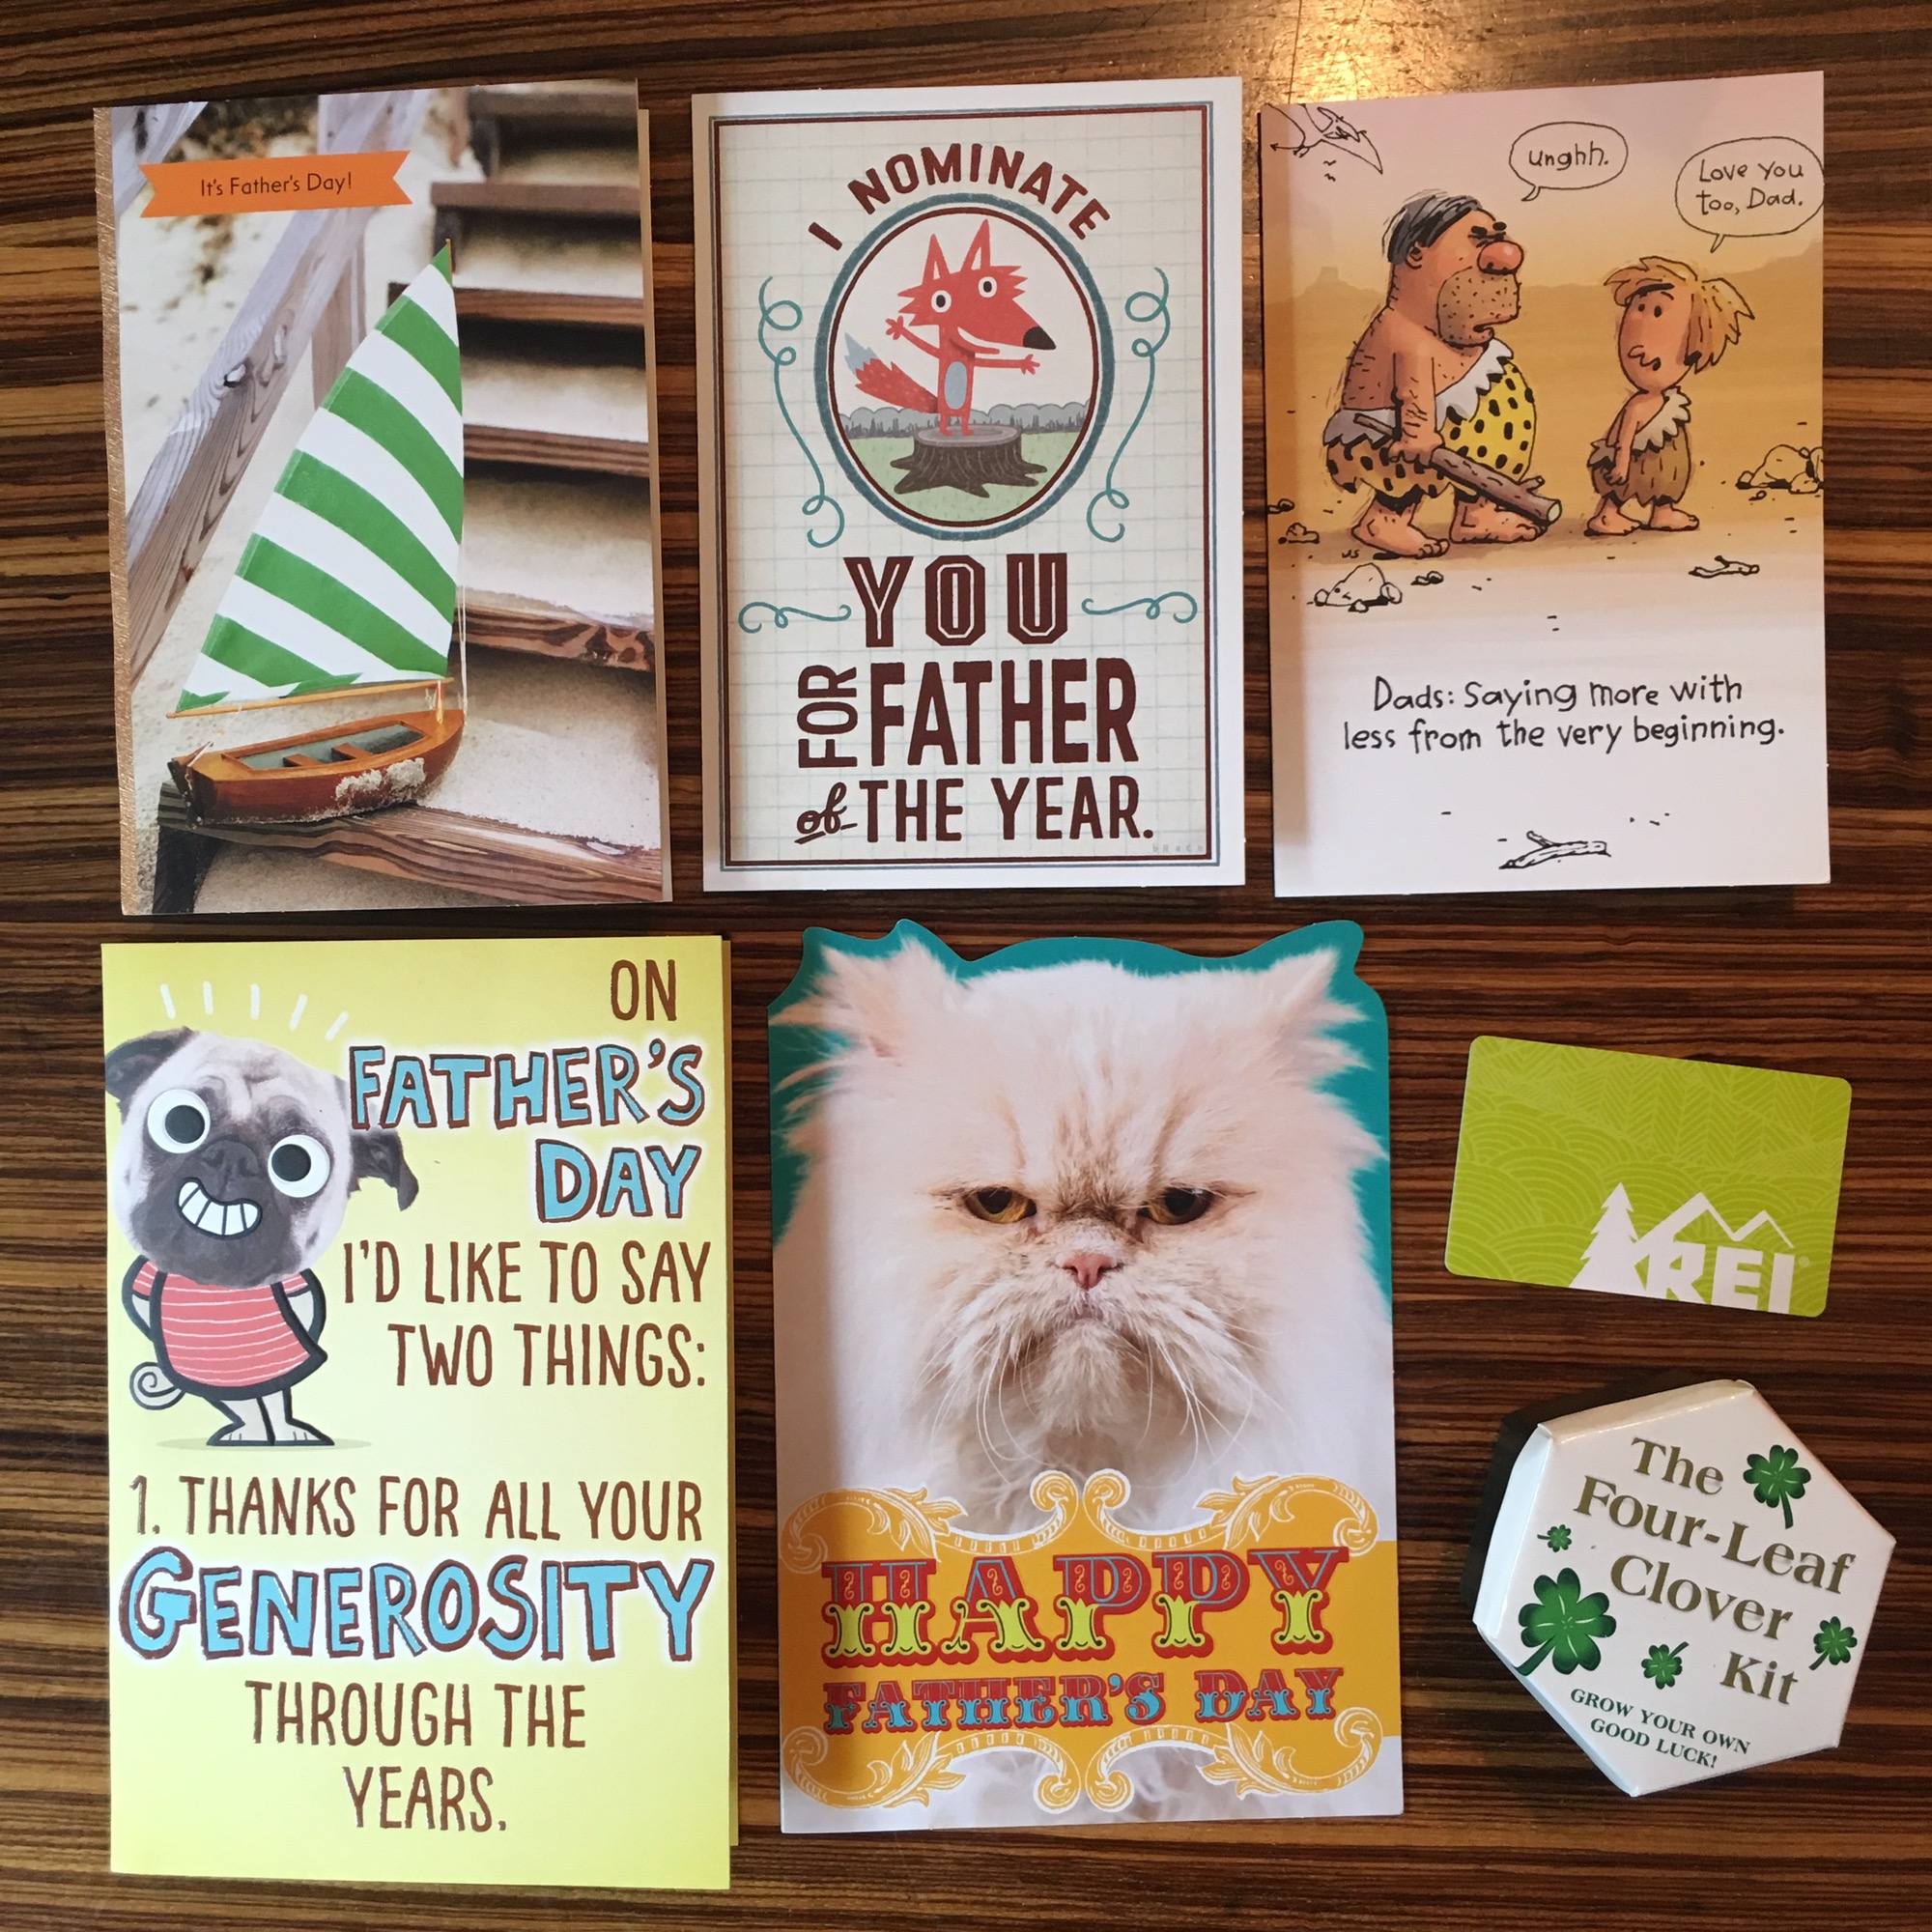 It's Father's Day!
I NOMINATE
YOU
FOR FATHER
of THE YEAR.
unghh.
Love you
too, Dad.
Dads: Saying more with
less from the very beginning.
ON
FATHER'S
DAY
I'D LIKE TO SAY
TWO THINGS:
1. THANKS FOR ALL YOUR
GENEROSITY
THROUGH THE
YEARS.
HAPPY
FATHER'S DAY
REI
The
Four-Leaf
Clover
Kit
GROW YOUR OWN
GOOD LUCK!